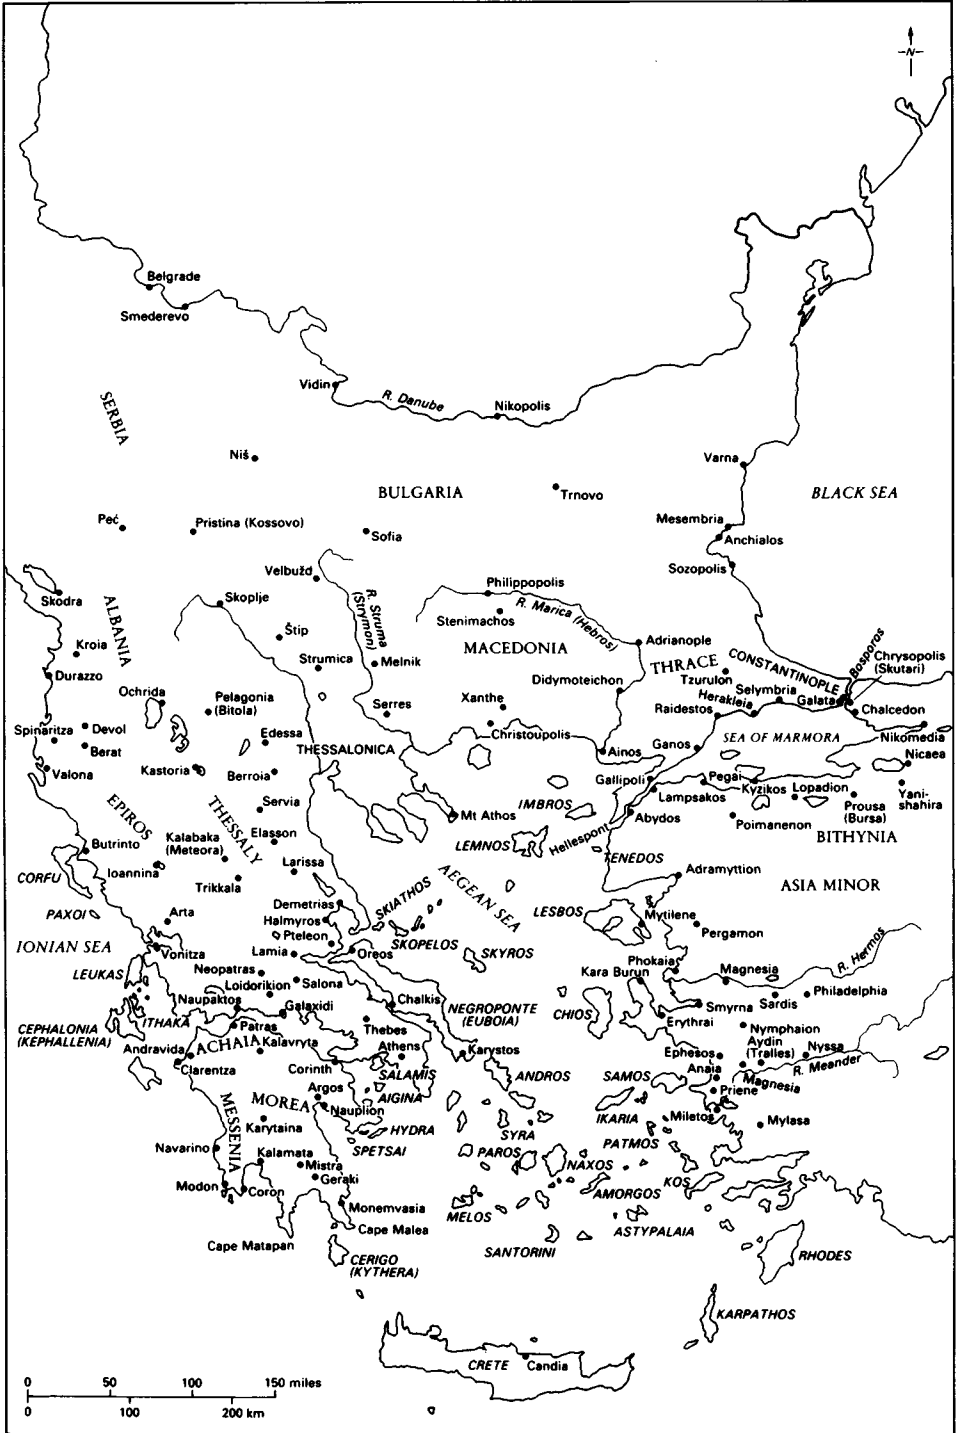 N
Belgrade
Smederevo
Vidin
R. Danube
Nikopolis
SERBIA
Niš
Varna
BULGARIA
Trnovo
BLACK SEA
Peć
Pristina (Kossovo)
Sofia
Mesembria
Anchialos
Sozopolis
Velbužd
Skodra
ALBANIA
Skoplje
R. Struma
(Strymon)
Philippopolis
R. Marica (Hebros)
Stenimachos
Kroia
Štip
MACEDONIA
Adrianople
Bosporos
Durazzo
Strumica
Melnik
THRACE
CONSTANTINOPLE
Chrysopolis
(Skutari)
Tzurulon
Ochrida
Pelagonia
(Bitola)
Didymoteichon
Selymbria
Herakleia
Galata
Xanthe
Serres
Raidestos
Chalcedon
Spinaritza
Devol
Berat
Edessa
THESSALONICA
Christoupolis
Ainos
Ganos
SEA OF MARMORA
Nikomedia
Nicaea
Valona
Kastoria
Berroia
Gallipoli
Pegai
Kyzikos
Lopadion
Lampsakos
Prousa
(Bursa)
Yani-
shahira
EPIROS
THESSALY
Servia
IMBROS
Mt Athos
Abydos
Poimanenon
BITHYNIA
Butrinto
Kalabaka
(Meteora)
Elasson
LEMNOS
Hellespont
TENEDOS
CORFU
Ioannina
Larissa
Adramyttion
Trikkala
ASIA MINOR
AEGEAN SEA
PAXOI
Arta
Demetrias
Halmyros
SKIATHOS
LESBOS
Mytilene
Pergamon
IONIAN SEA
Vonitza
Pteleon
SKOPELOS
Lamia
Oreos
SKYROS
R. Hermos
LEUKAS
Neopatras
Phokaia
Kara Burun
Magnesia
Loidorikion
Salona
Naupaktos
Galaxidi
Chalkis
NEGROPONTE
(EUBOIA)
CHIOS
Smyrna
Sardis
Philadelphia
CEPHALONIA
(KEPHALLENIA)
ITHAKA
Patras
Thebes
Erythrai
Nymphaion
Andravida
ACHAIA
Kalavryta
Athens
Karystos
Aydin
(Tralles)
Nyssa
Clarentza
Corinth
SALAMIS
ANDROS
Ephesos
Anaia
R. Meander
SAMOS
Magnesia
Argos
AIGINA
Priene
MESSENIA
MOREA
Nauplion
HYDRA
IKARIA
Miletos
Mylasa
Karytaina
SYRA
PATMOS
Navarino
SPETSAI
PAROS
Kalamata
Mistra
NAXOS
Geraki
KOS
Modon
Coron
AMORGOS
Monemvasia
MELOS
ASTYPALAIA
Cape Malea
Cape Matapan
SANTORINI
CERIGO
(KYTHERA)
RHODES
KARPATHOS
CRETE
Candia
0 50 100 150 miles
0 100 200 km